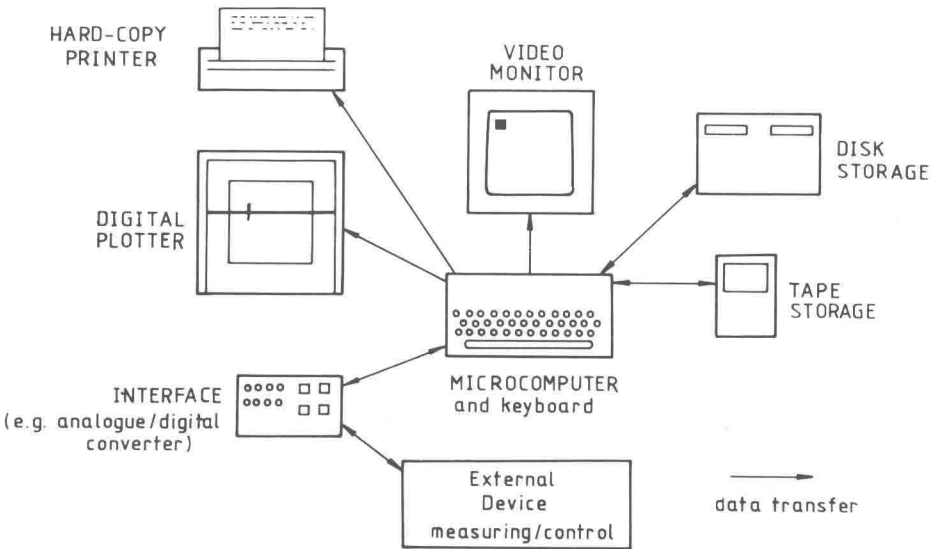 HARD-COPY
PRINTER
VIDEO
MONITOR
DISK
STORAGE
DIGITAL
PLOTTER
TAPE
STORAGE
MICROCOMPUTER
and keyboard
INTERFACE
(e.g. analogue/digital
converter)
External
Device
measuring/control
data transfer